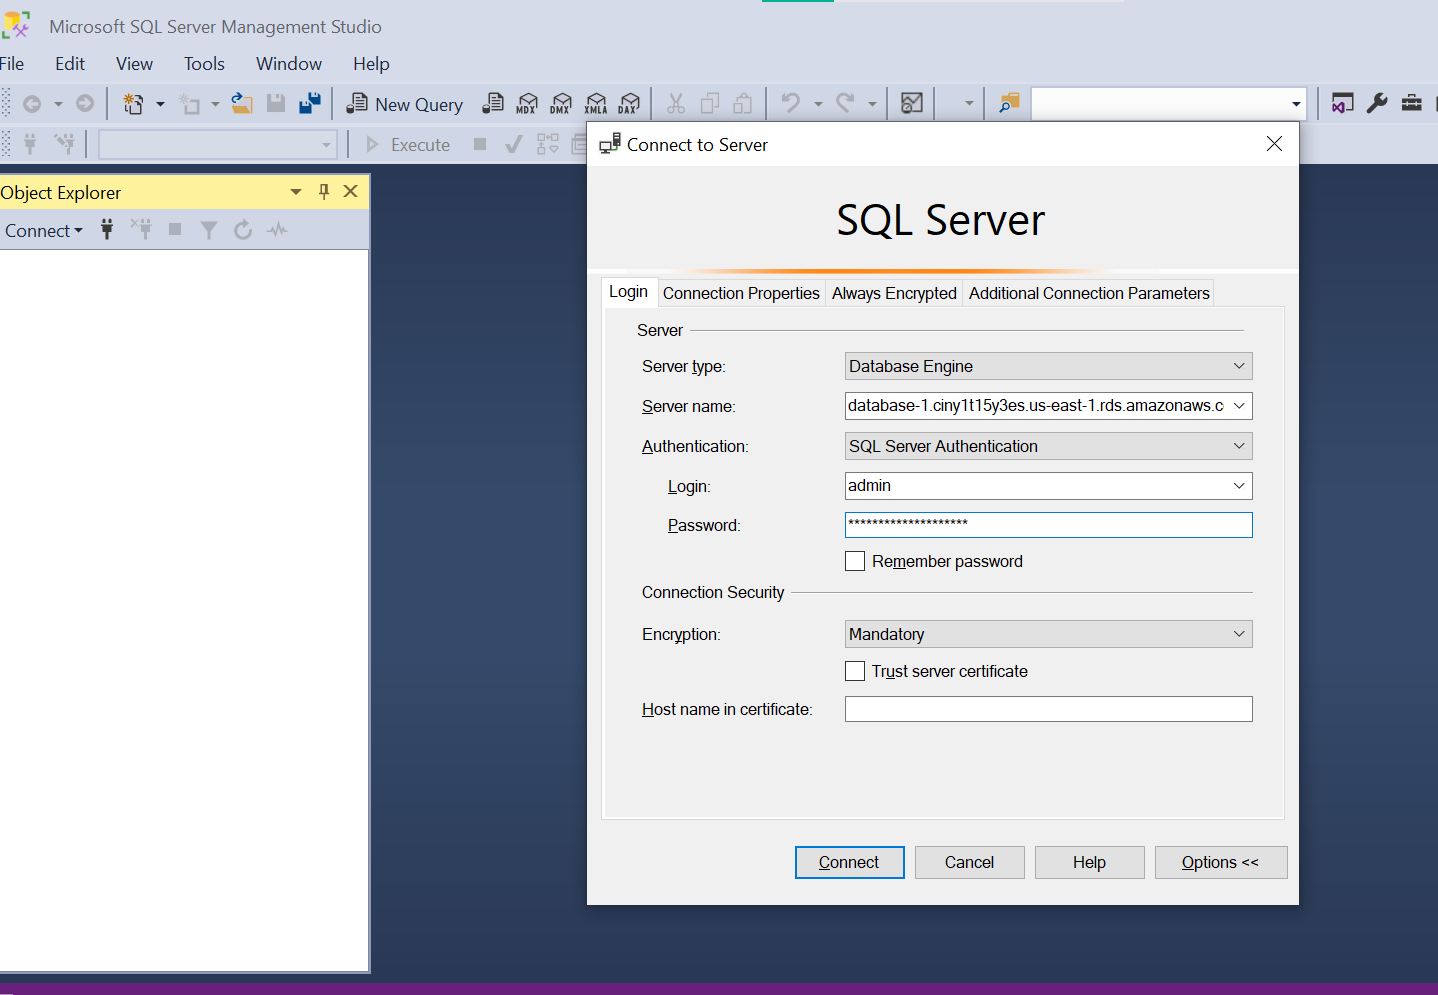 Microsoft SQL Server Management Studio
File Edit View Tools Window Help
New Query MDX DMX XMLA DAX
Execute
Object Explorer
Connect
Connect to Server
SQL Server
Login Connection Properties Always Encrypted Additional Connection Parameters
Server
Server type: Database Engine
Server name: database-1.ciny1t15y3es.us-east-1.rds.amazonaws.c
Authentication: SQL Server Authentication
Login: admin
Password: ********************
Remember password
Connection Security
Encryption: Mandatory
Trust server certificate
Host name in certificate:
Connect Cancel Help Options <<